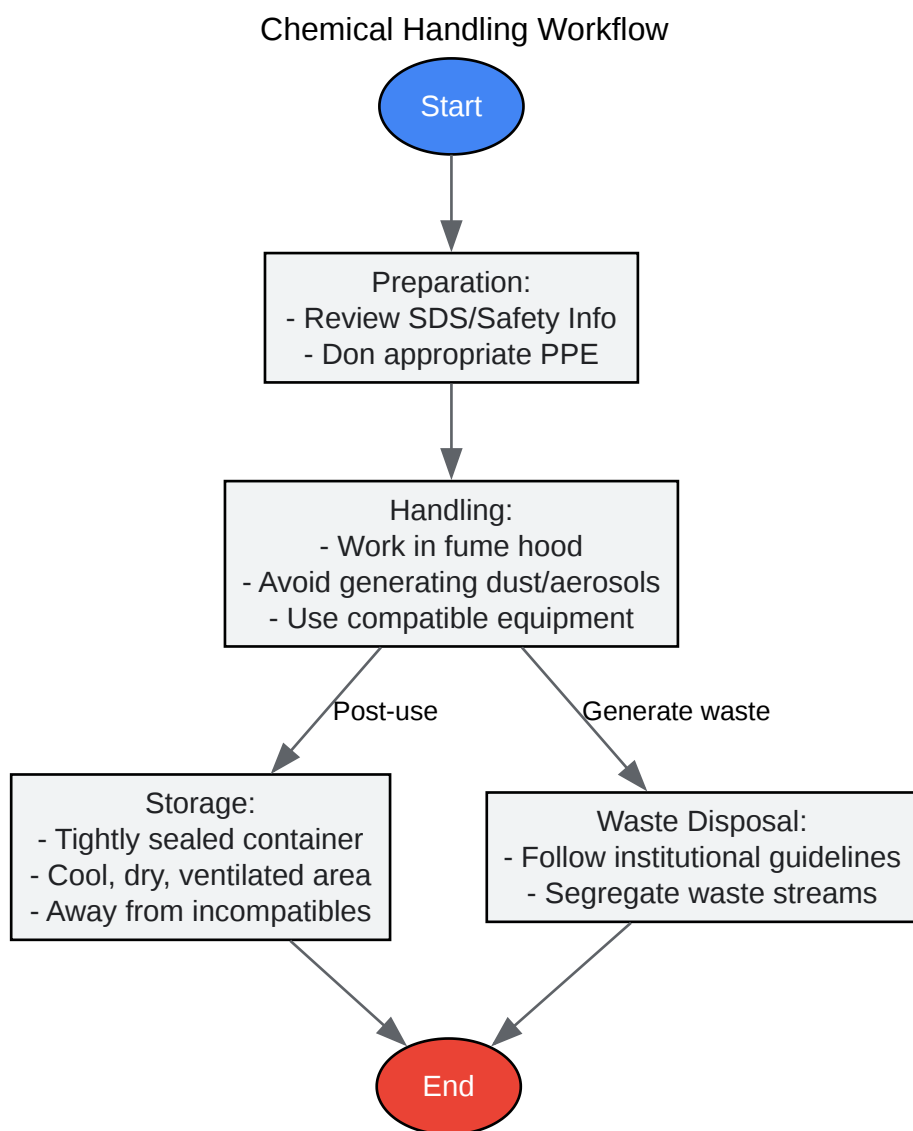 Chemical Handling Workflow
Start
Preparation:
- Review SDS/Safety Info
- Don appropriate PPE
Handling:
- Work in fume hood
- Avoid generating dust/aerosols
- Use compatible equipment
Post-use
Generate waste
Storage:
- Tightly sealed container
- Cool, dry, ventilated area
- Away from incompatibles
Waste Disposal:
- Follow institutional guidelines
- Segregate waste streams
End